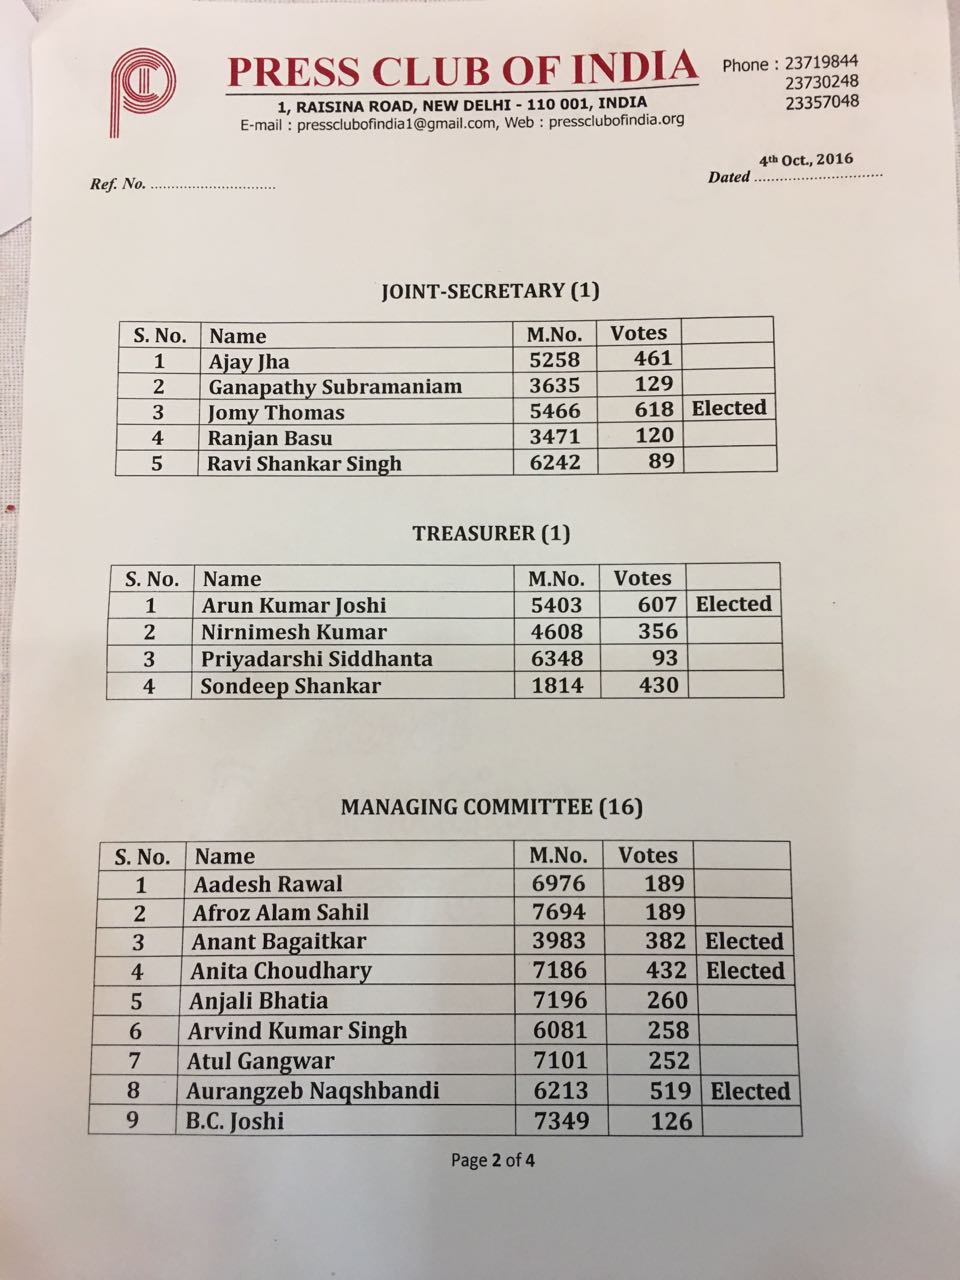 PRESS CLUB OF INDIA
1, RAISINA ROAD, NEW DELHI - 110 001, INDIA
E-mail : pressclubofindia1@gmail.com, Web : pressclubofindia.org
Phone : 23719844
23730248
23357048
Ref. No. ..............................
4th Oct., 2016
Dated ...............................
JOINT-SECRETARY (1)
S. No. Name M.No. Votes
1 Ajay Jha 5258 461
2 Ganapathy Subramaniam 3635 129
3 Jomy Thomas 5466 618 Elected
4 Ranjan Basu 3471 120
5 Ravi Shankar Singh 6242 89
TREASURER (1)
S. No. Name M.No. Votes
1 Arun Kumar Joshi 5403 607 Elected
2 Nirnimesh Kumar 4608 356
3 Priyadarshi Siddhanta 6348 93
4 Sondeep Shankar 1814 430
MANAGING COMMITTEE (16)
S. No. Name M.No. Votes
1 Aadesh Rawal 6976 189
2 Afroz Alam Sahil 7694 189
3 Anant Bagaitkar 3983 382 Elected
4 Anita Choudhary 7186 432 Elected
5 Anjali Bhatia 7196 260
6 Arvind Kumar Singh 6081 258
7 Atul Gangwar 7101 252
8 Aurangzeb Naqshbandi 6213 519 Elected
9 B.C. Joshi 7349 126
Page 2 of 4